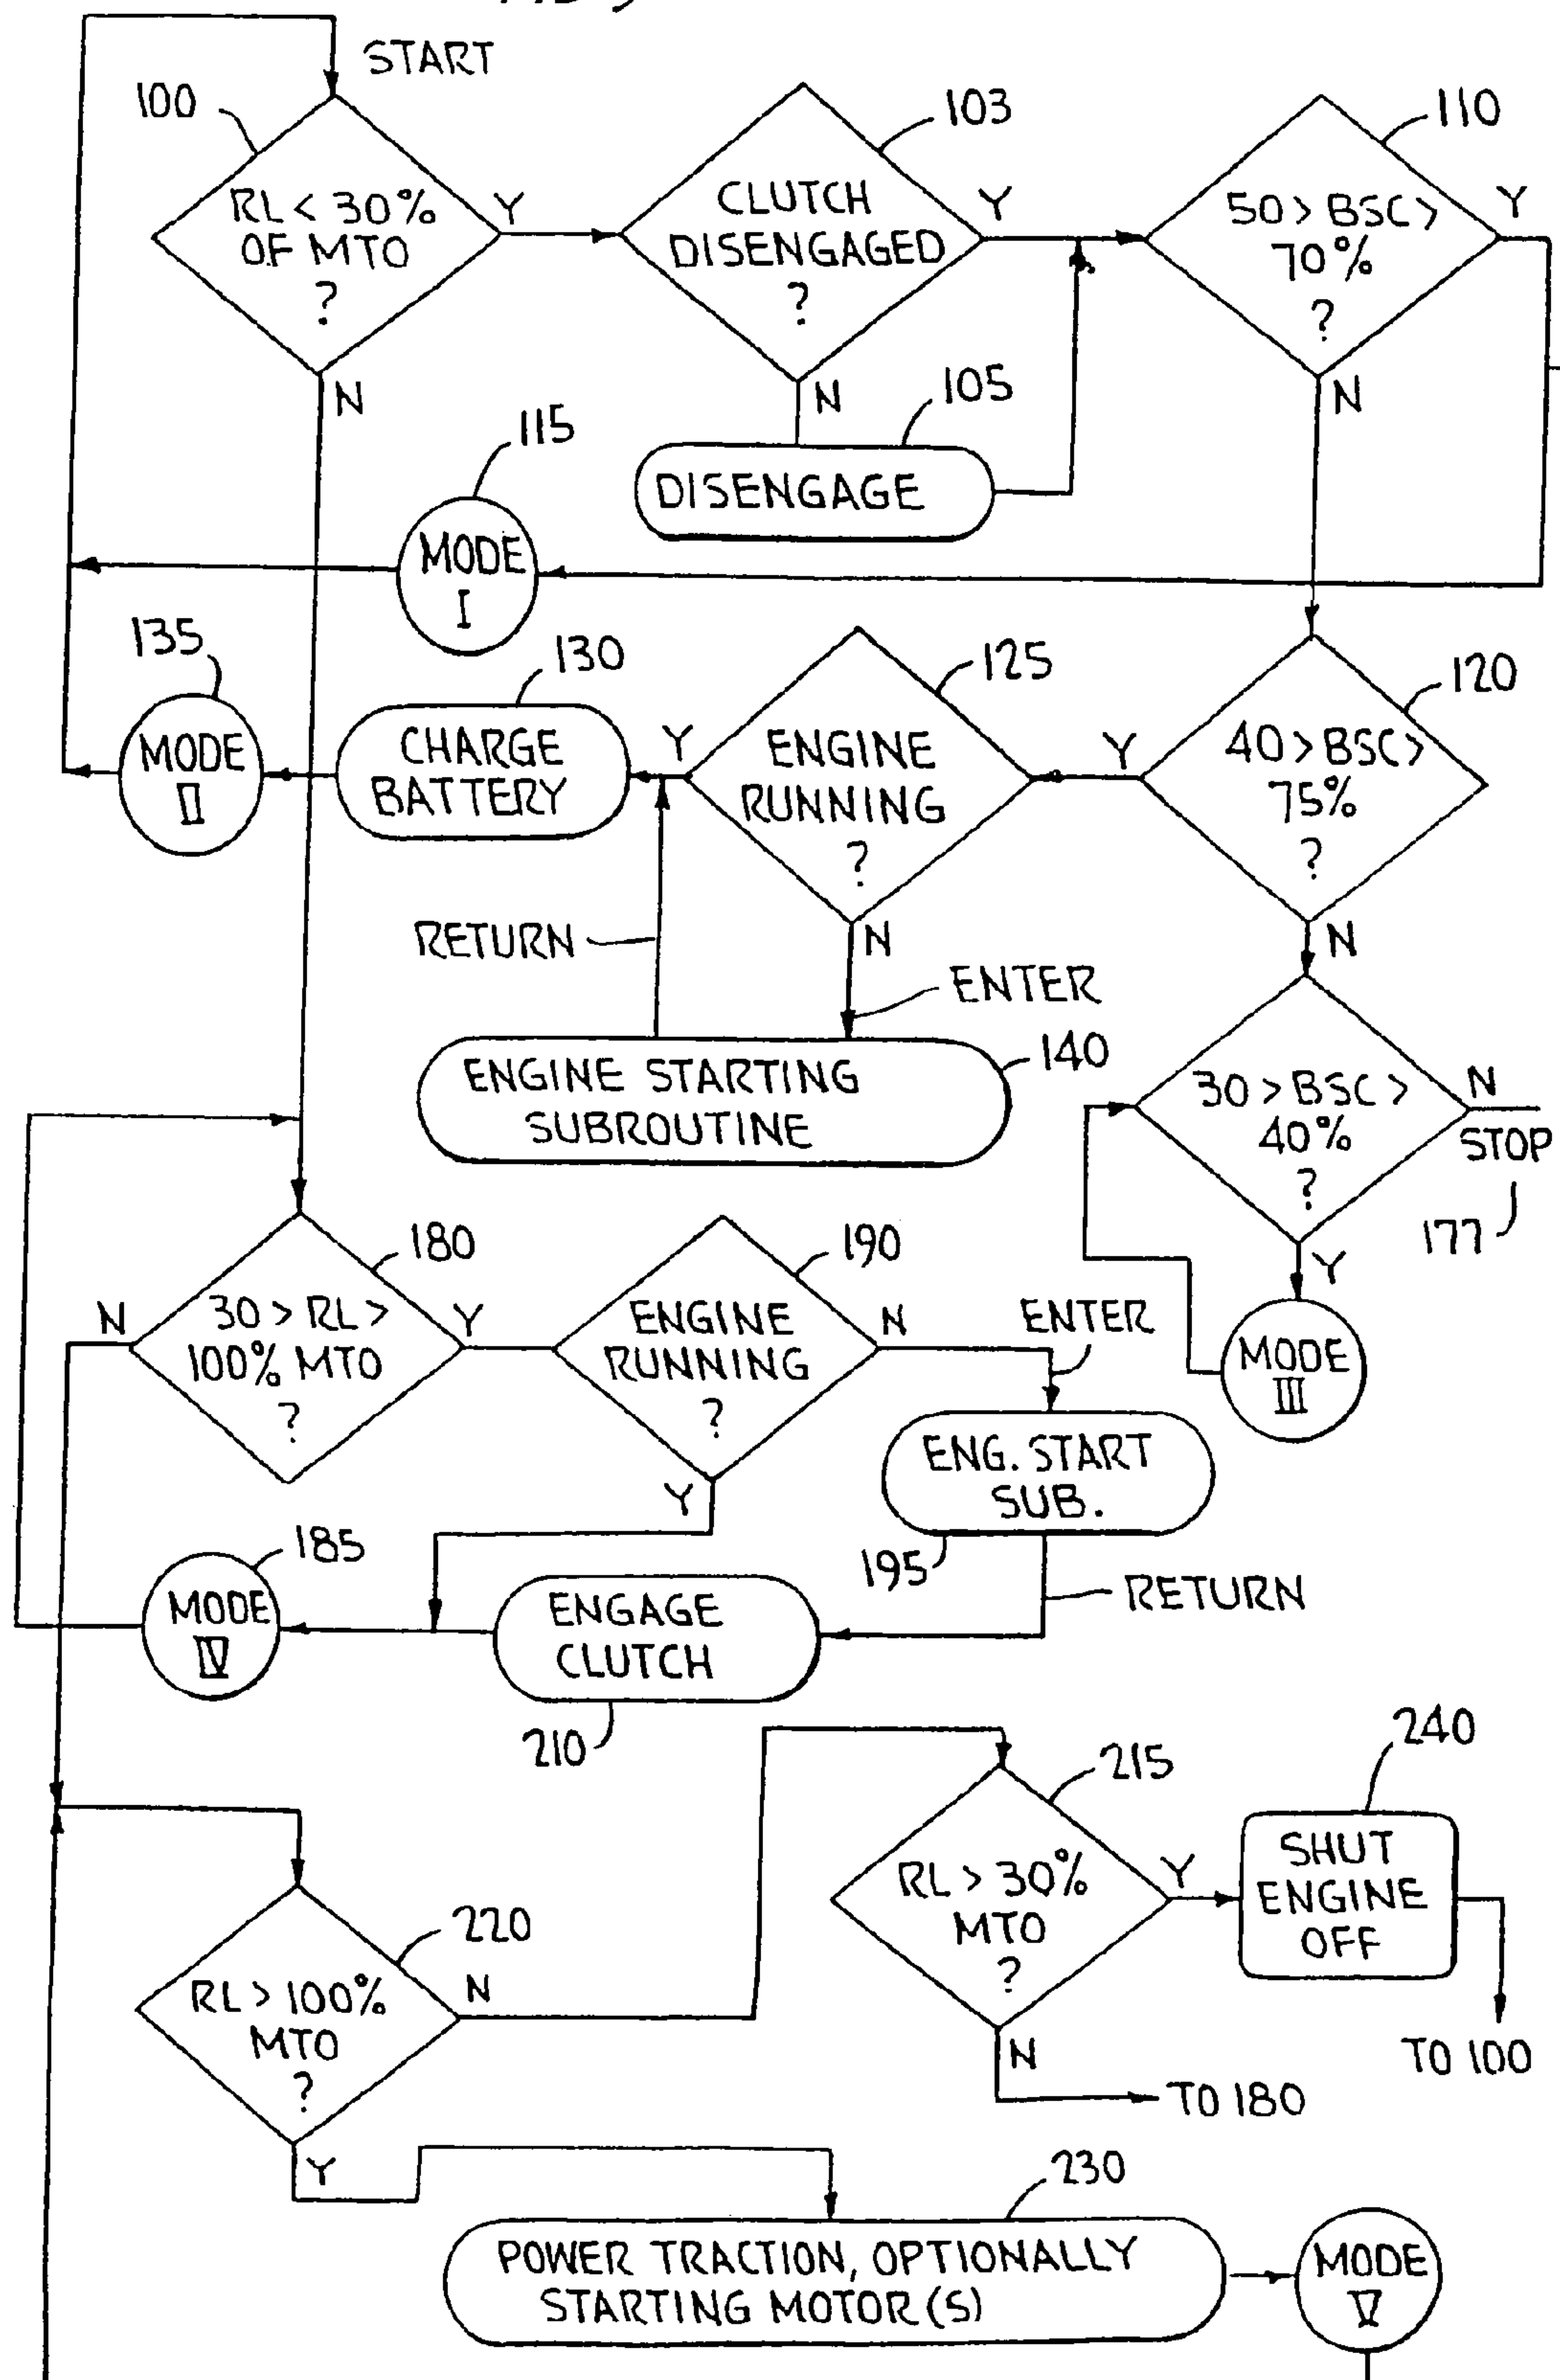 START
100
103
110
RL < 30%
OF MTO
?
Y
N
CLUTCH
DISENGAGED
?
Y
N
50 > BSC >
70%
?
Y
N
105
DISENGAGE
115
MODE
I
135
MODE
II
130
CHARGE
BATTERY
125
Y
ENGINE
RUNNING
?
N
120
Y
40 > BSC >
75%
?
N
RETURN
ENTER
140
ENGINE STARTING
SUBROUTINE
30 > BSC >
40%
?
N
STOP
177
Y
MODE
III
180
N
30 > RL >
100% MTO
?
Y
190
ENGINE
RUNNING
?
N
Y
ENTER
ENG. START
SUB.
195
RETURN
185
MODE
IV
ENGAGE
CLUTCH
210
215
RL > 30%
MTO
?
Y
N
TO 180
240
SHUT
ENGINE
OFF
TO 100
220
RL > 100%
MTO
?
N
Y
230
POWER TRACTION, OPTIONALLY
STARTING MOTOR(S)
MODE
V